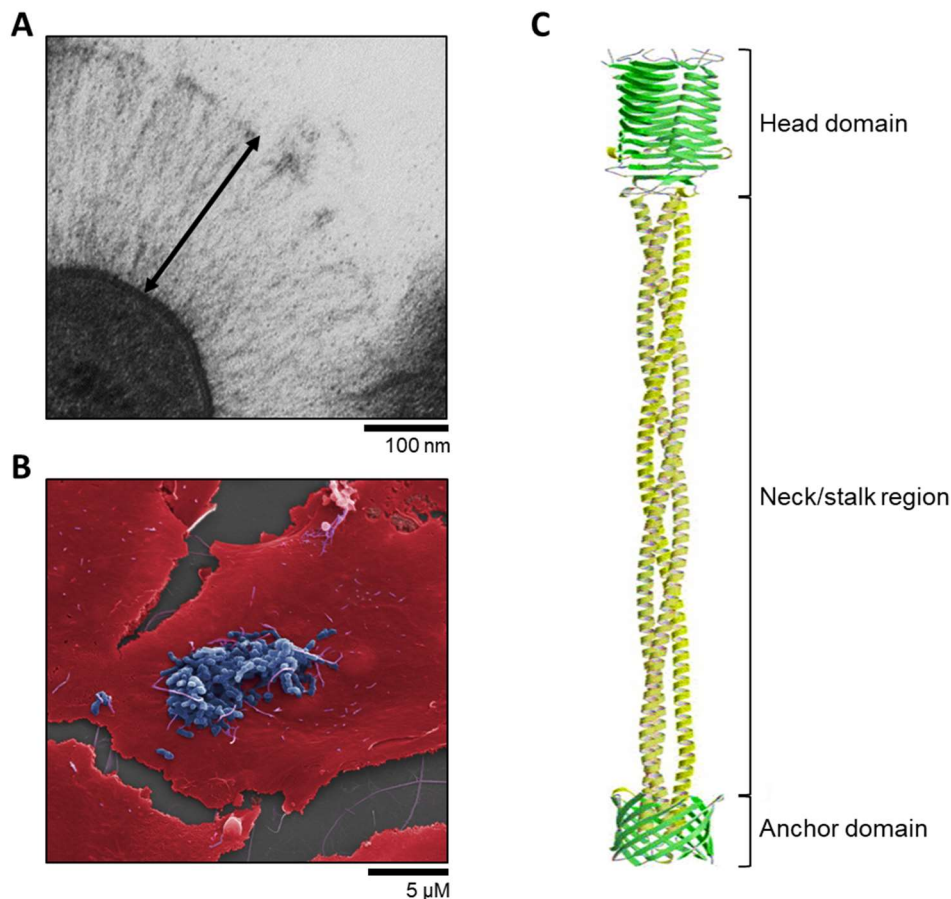 A
100 nm
B
5 µM
C
Head domain
Neck/stalk region
Anchor domain